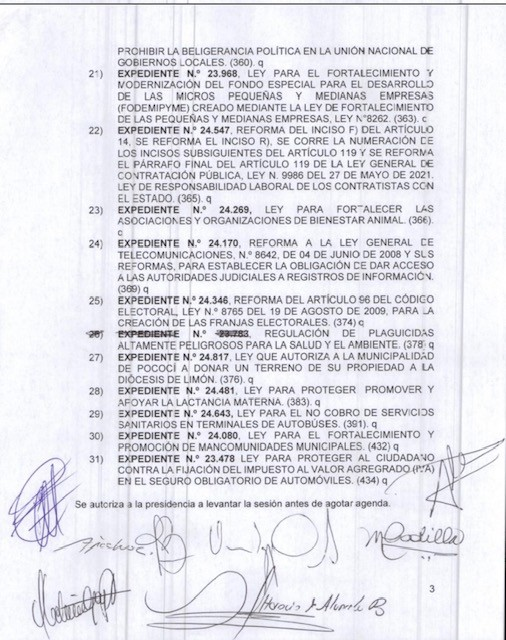 PROHIBIR LA BELIGERANCIA POLÍTICA EN LA UNIÓN NACIONAL DE
GOBIERNOS LOCALES. (360). q
21) EXPEDIENTE N.º 23.968, LEY PARA EL FORTALECIMIENTO Y
MODERNIZACIÓN DEL FONDO ESPECIAL PARA EL DESARROLLO
DE LAS MICROS PEQUEÑAS Y MEDIANAS EMPRESAS
(FODEMIPYME) CREADO MEDIANTE LA LEY DE FORTALECIMIENTO
DE LAS PEQUEÑAS Y MEDIANAS EMPRESAS, LEY N°8262. (363). c
22) EXPEDIENTE N.º 24.547, REFORMA DEL INCISO F) DEL ARTÍCULO
14, SE REFORMA EL INCISO R), SE CORRE LA NUMERACIÓN DE
LOS INCISOS SUBSIGUIENTES DEL ARTÍCULO 119 Y SE REFORMA
EL PÁRRAFO FINAL DEL ARTÍCULO 119 DE LA LEY GENERAL DE
CONTRATACIÓN PÚBLICA, LEY N. 9986 DEL 27 DE MAYO DE 2021.
LEY DE RESPONSABILIDAD LABORAL DE LOS CONTRATISTAS CON
EL ESTADO. (365). q
23) EXPEDIENTE N.º 24.269, LEY PARA FORTALECER LAS
ASOCIACIONES Y ORGANIZACIONES DE BIENESTAR ANIMAL. (366).
c
24) EXPEDIENTE N.º 24.170, REFORMA A LA LEY GENERAL DE
TELECOMUNICACIONES, N.º 8642, DE 04 DE JUNIO DE 2008 Y SUS
REFORMAS, PARA ESTABLECER LA OBLIGACIÓN DE DAR ACCESO
A LAS AUTORIDADES JUDICIALES A REGISTROS DE INFORMACIÓN.
(369) q
25) EXPEDIENTE N.º 24.346, REFORMA DEL ARTÍCULO 96 DEL CÓDIGO
ELECTORAL, LEY N.º 8765 DEL 19 DE AGOSTO DE 2009, PARA LA
CREACIÓN DE LAS FRANJAS ELECTORALES. (374) q
26) EXPEDIENTE N.º REGULACIÓN DE PLAGUICIDAS
ALTAMENTE PELIGROSOS PARA LA SALUD Y EL AMBIENTE. (378) q
27) EXPEDIENTE N.º 24.817, LEY QUE AUTORIZA A LA MUNICIPALIDAD
DE POCOCÍ A DONAR UN TERRENO DE SU PROPIEDAD A LA
DIÓCESIS DE LIMÓN. (376). q
28) EXPEDIENTE N.º 24.481, LEY PARA PROTEGER PROMOVER Y
APOYAR LA LACTANCIA MATERNA. (383). q
29) EXPEDIENTE N.º 24.643, LEY PARA EL NO COBRO DE SERVICIOS
SANITARIOS EN TERMINALES DE AUTOBÚSES. (391). q
30) EXPEDIENTE N.º 24.080, LEY PARA EL FORTALECIMIENTO Y
PROMOCIÓN DE MANCOMUNIDADES MUNICIPALES. (432) q
31) EXPEDIENTE N.º 23.478 LEY PARA PROTEGER AL CIUDADANO
CONTRA LA FIJACIÓN DEL IMPUESTO AL VALOR AGREGADO (IVA)
EN EL SEGURO OBLIGATORIO DE AUTOMÓVILES. (434) q
Se autoriza a la presidencia a levantar la sesión antes de agotar agenda.
3